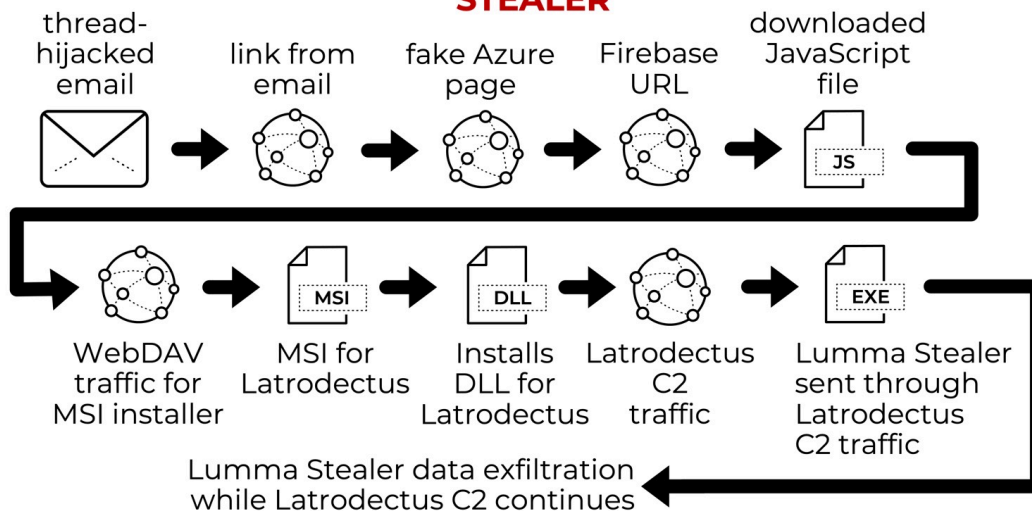 STEALER
thread-
hijacked
email
link from
email
fake Azure
page
Firebase
URL
downloaded
JavaScript
file
JS
WebDAV
traffic for
MSI installer
MSI
MSI for
Latrodectus
DLL
Installs
DLL for
Latrodectus
Latrodectus
C2
traffic
EXE
Lumma Stealer
sent through
Latrodectus
C2 traffic
Lumma Stealer data exfiltration
while Latrodectus C2 continues